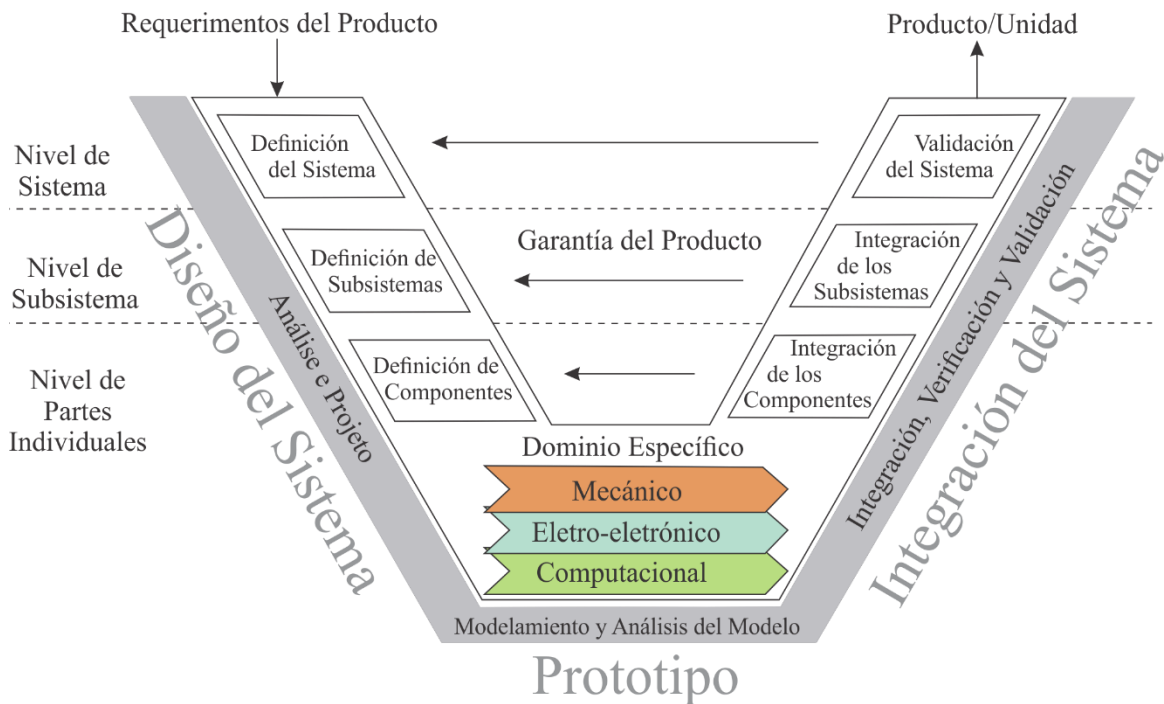 Requerimentos del Producto
Producto/Unidad
Nivel de
Sistema
Definición
del Sistema
Validación
del Sistema
Nivel de
Subsistema
Definición de
Subsistemas
Garantía del Producto
Integración
de los
Subsistemas
Nivel de
Partes
Individuales
Definición de
Componentes
Integración
de los
Componentes
Diseño del Sistema
Análise e Projeto
Dominio Específico
Mecánico
Eletro-eletrónico
Computacional
Integración, Verificación y Validación
Integración del Sistema
Modelamiento y Análisis del Modelo
Prototipo